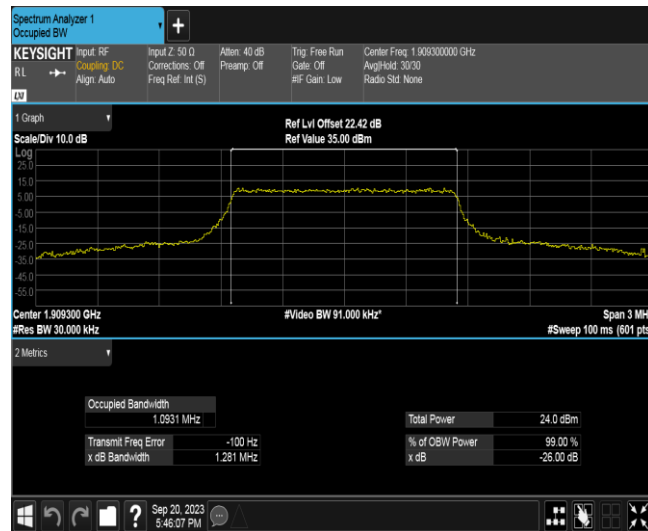 Spectrum Analyzer 1
Occupied BW
+
KEYSIGHT Input: RF Input Z: 50 Ω Atten: 40 dB Trig: Free Run Center Freq: 1.909300000 GHz
RL Coupling: DC Corrections: Off Preamp: Off Gate: Off Avg|Hold: 30/30
Align: Auto Freq Ref: Int (S) #IF Gain: Low Radio Std: None
LXI
1 Graph
Ref Lvl Offset 22.42 dB
Scale/Div 10.0 dB Ref Value 35.00 dBm
Log
25.0
15.0
5.00
-5.00
-15.0
-25.0
-35.0
-45.0
-55.0
Center 1.909300 GHz #Video BW 91.000 kHz* Span 3 MH
#Res BW 30.000 kHz #Sweep 100 ms (601 pts
2 Metrics
Occupied Bandwidth
1.0931 MHz Total Power 24.0 dBm
Transmit Freq Error -100 Hz % of OBW Power 99.00 %
x dB Bandwidth 1.281 MHz x dB -26.00 dB
? Sep 20, 2023
5:46:07 PM